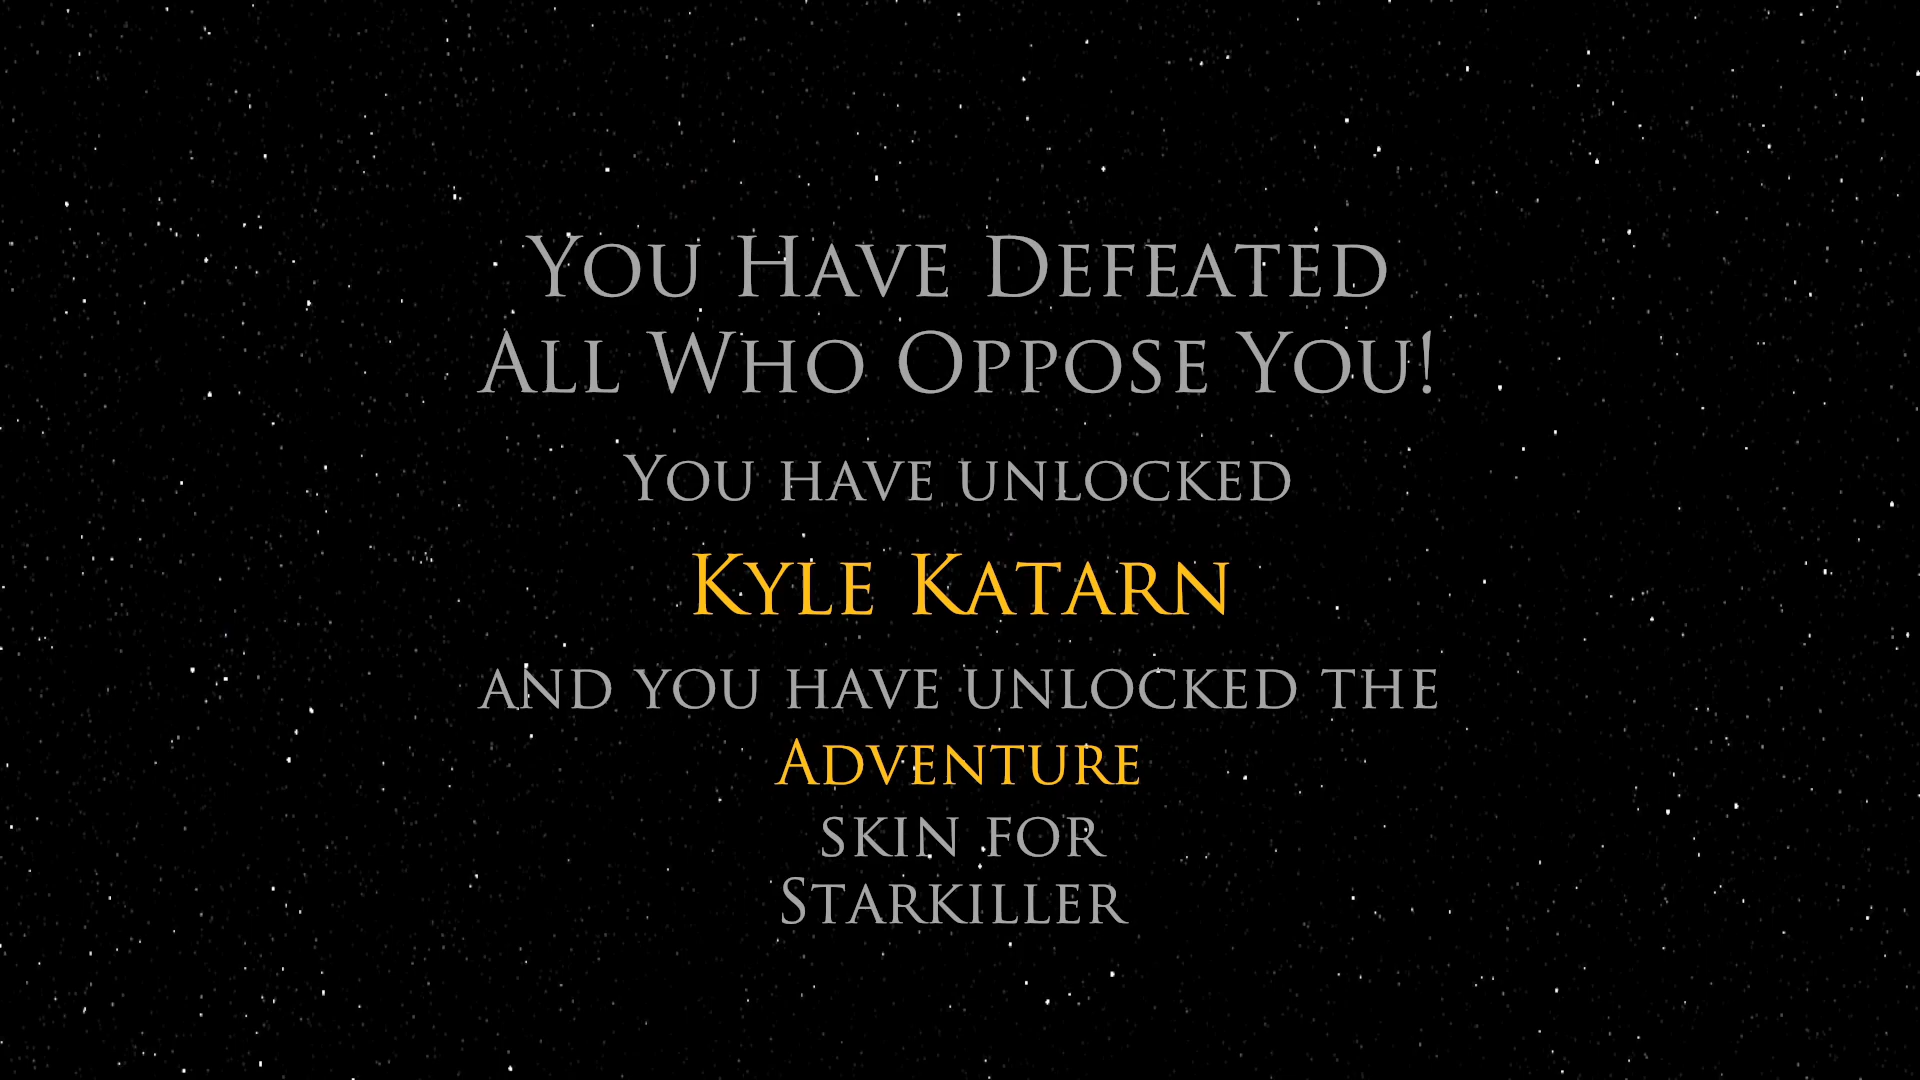 You Have Defeated
All Who Oppose You!
You have unlocked
Kyle Katarn
and you have unlocked the
Adventure
skin for
Starkiller